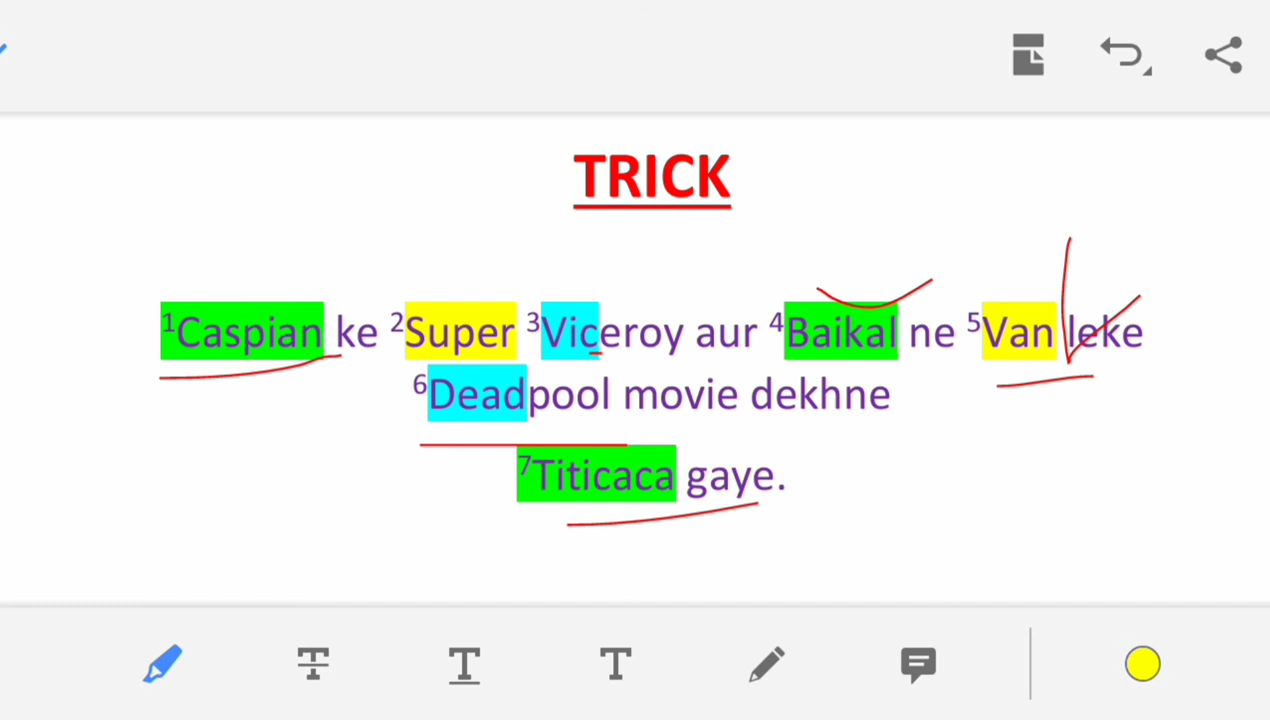 TRICK
¹Caspian ke ²Super ³Viceroy aur ⁴Baikal ne ⁵Van leke
⁶Deadpool movie dekhne
⁷Titicaca gaye.